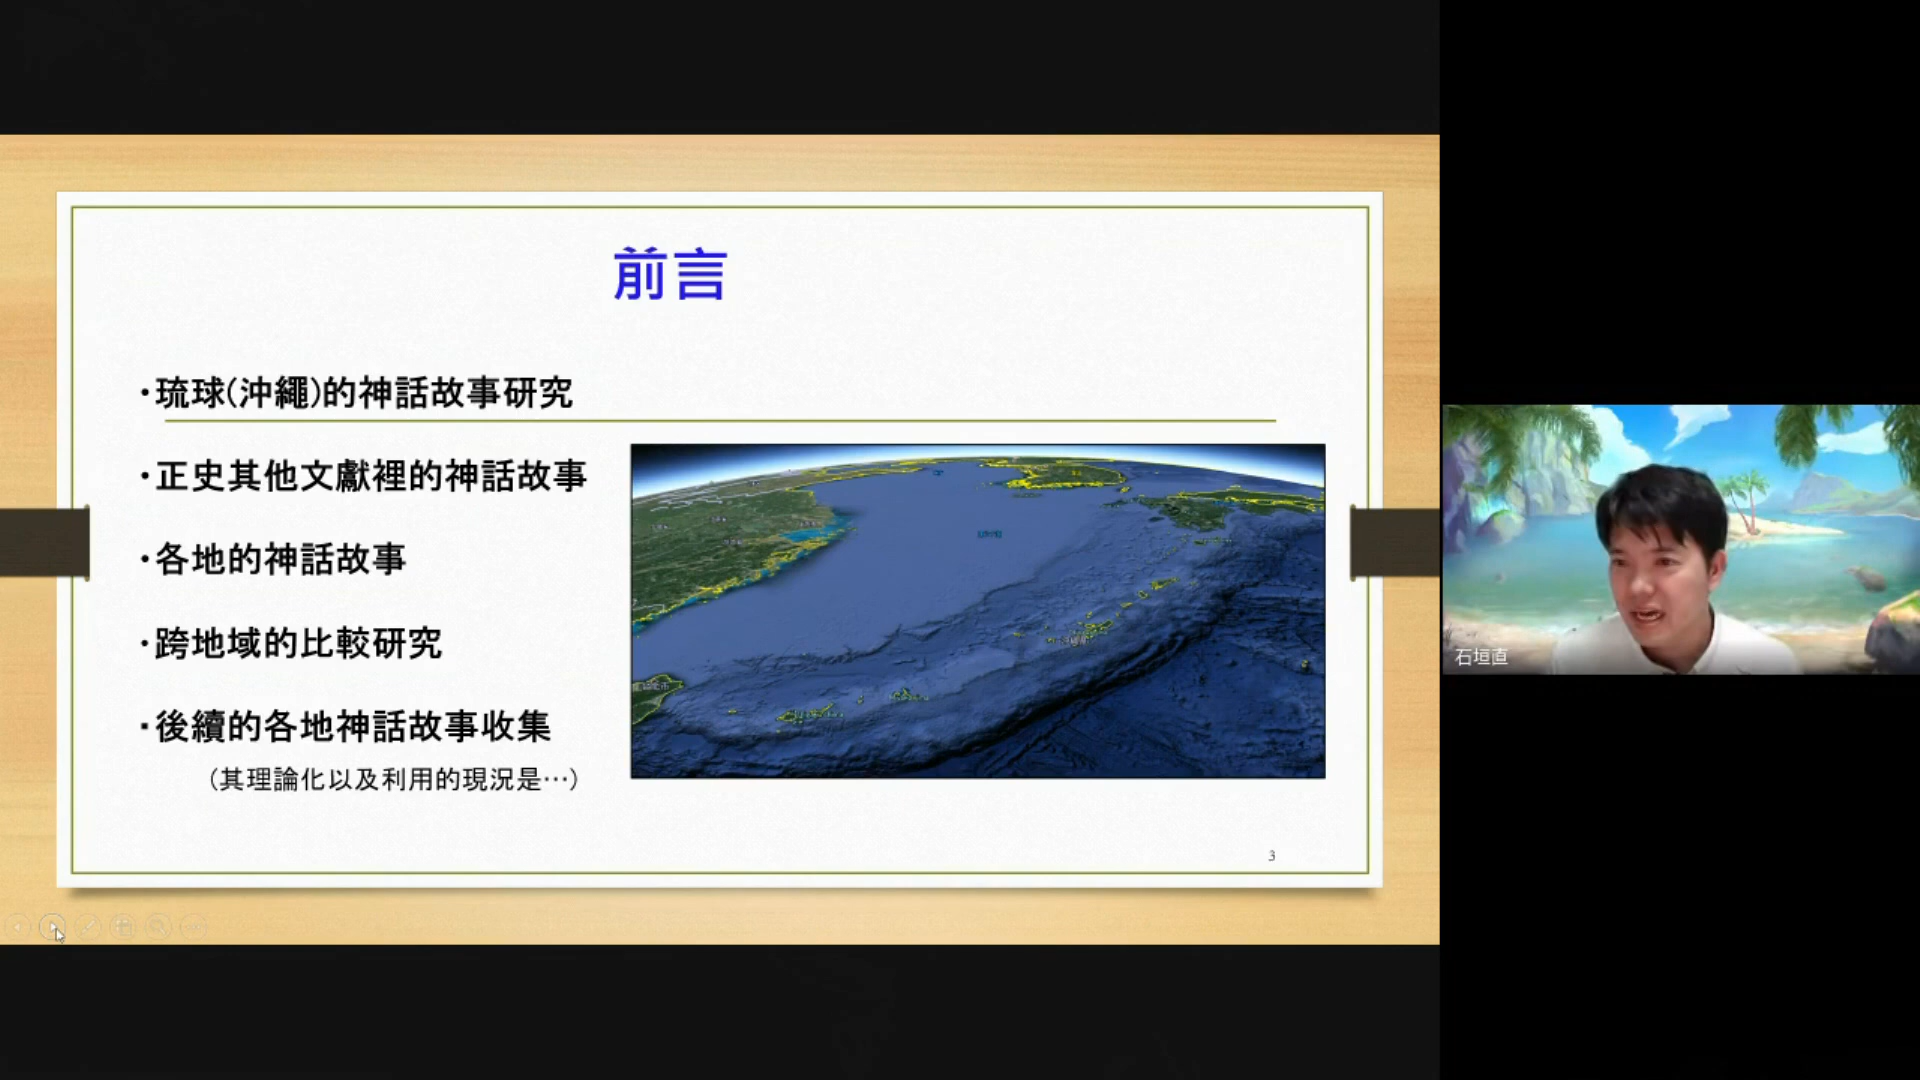 前言
·琉球(沖繩)的神話故事研究
·正史其他文獻裡的神話故事
·各地的神話故事
·跨地域的比較研究
·後續的各地神話故事收集
(其理論化以及利用的現況是…)
3
石垣直